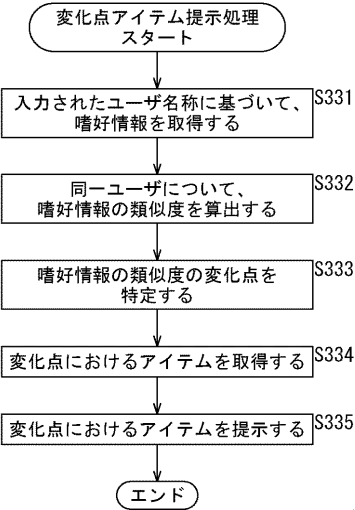 変化点アイテム提示処理
スタート
S331
入力されたユーザ名称に基づいて、
嗜好情報を取得する
S332
同一ユーザについて、
嗜好情報の類似度を算出する
S333
嗜好情報の類似度の変化点を
特定する
S334
変化点におけるアイテムを取得する
S335
変化点におけるアイテムを提示する
エンド